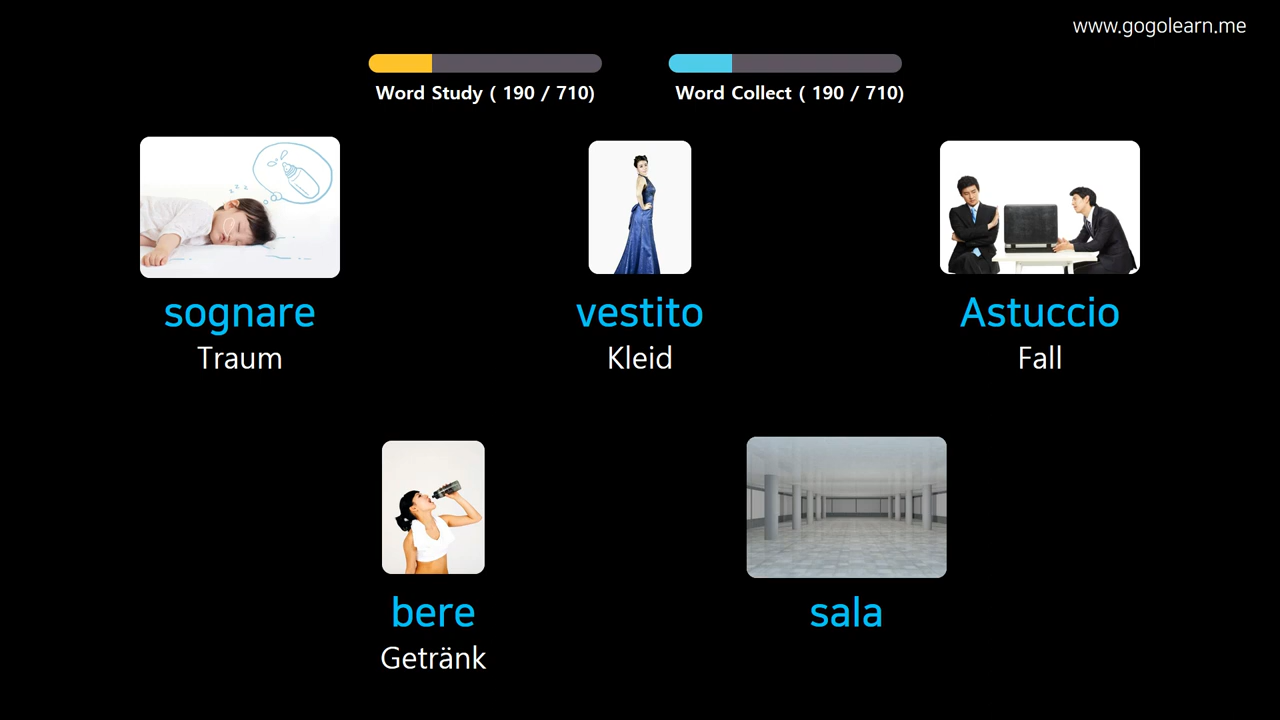 www.gogolearn.me
Word Study ( 190 / 710)
Word Collect ( 190 / 710)
sognare
Traum
vestito
Kleid
Astuccio
Fall
bere
Getränk
sala